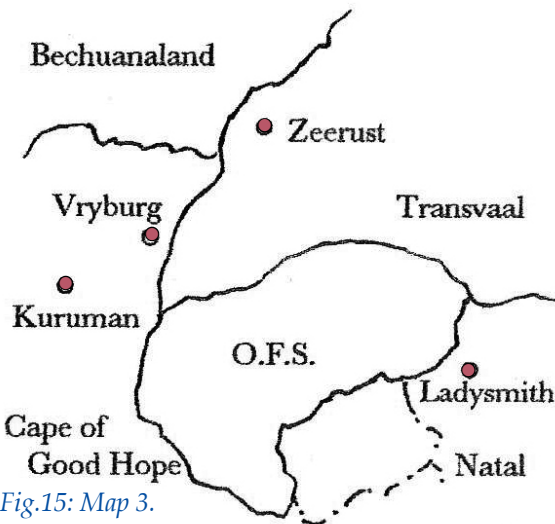 Bechuanaland
Zeerust
Vryburg
Transvaal
Kuruman
O.F.S.
Ladysmith
Cape of
Good Hope
Natal
Fig.15: Map 3.